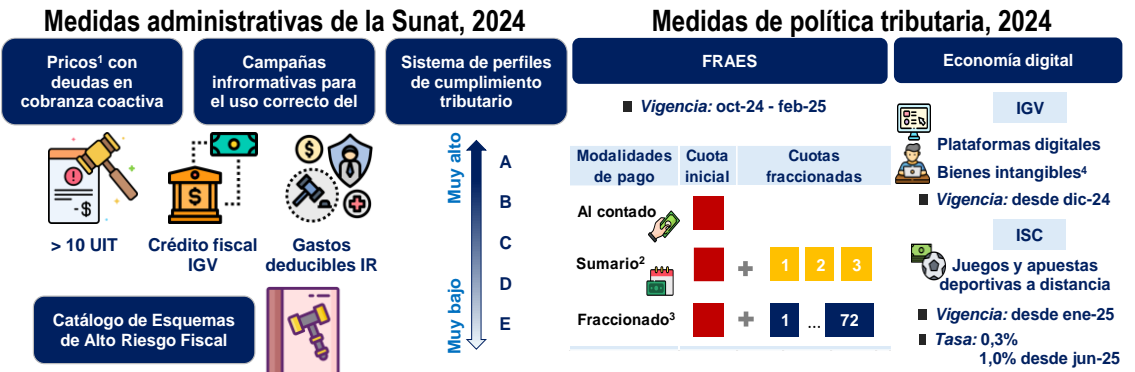 Medidas administrativas de la Sunat, 2024
Pricos¹ con
deudas en
cobranza coactiva
Campañas
infrormativas para
el uso correcto del
Sistema de perfiles
de cumplimiento
tributario
-$
$
$
> 10 UIT
Crédito fiscal
IGV
Gastos
deducibles IR
Muy alto
Muy bajo
A
B
C
D
E
Catálogo de Esquemas
de Alto Riesgo Fiscal
Medidas de política tributaria, 2024
FRAES
■ Vigencia: oct-24 - feb-25
Modalidades
de pago
Cuota
inicial
Cuotas
fraccionadas
Al contado
Sumario²
+ 1 2 3
Fraccionado³
+ 1 ... 72
Economía digital
IGV
Plataformas digitales
Bienes intangibles⁴
■ Vigencia: desde dic-24
ISC
Juegos y apuestas
deportivas a distancia
■ Vigencia: desde ene-25
■ Tasa: 0,3%
1,0% desde jun-25